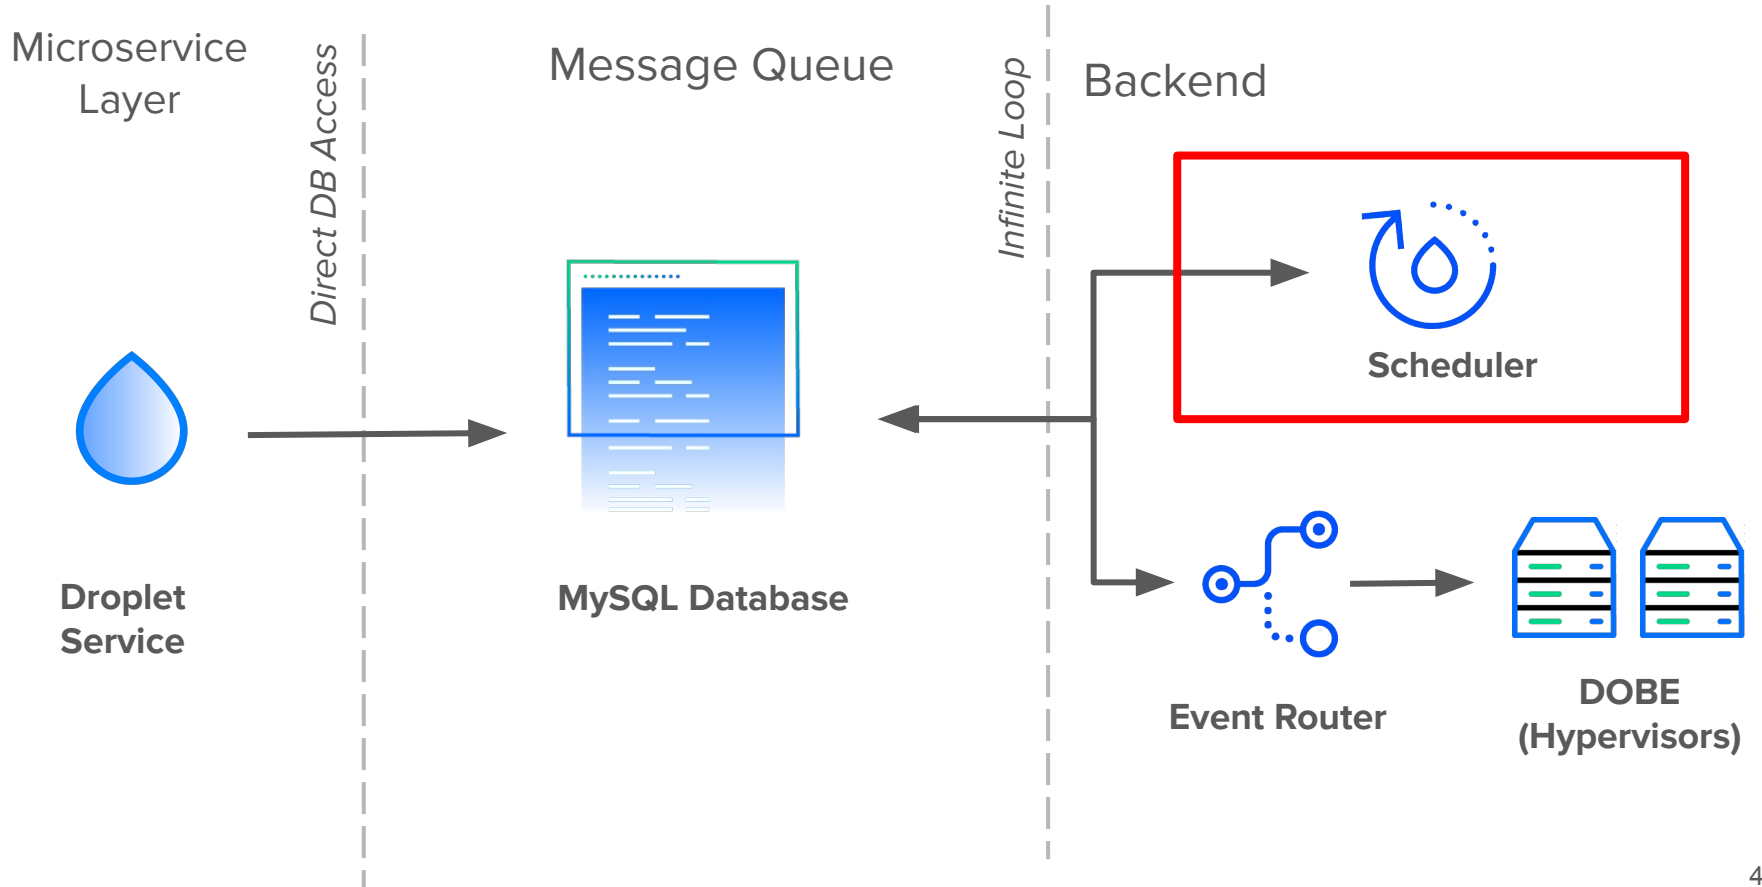 Microservice
Layer
Direct DB Access
Message Queue
Infinite Loop
Backend
Scheduler
Droplet
Service
MySQL Database
Event Router
DOBE
(Hypervisors)
4